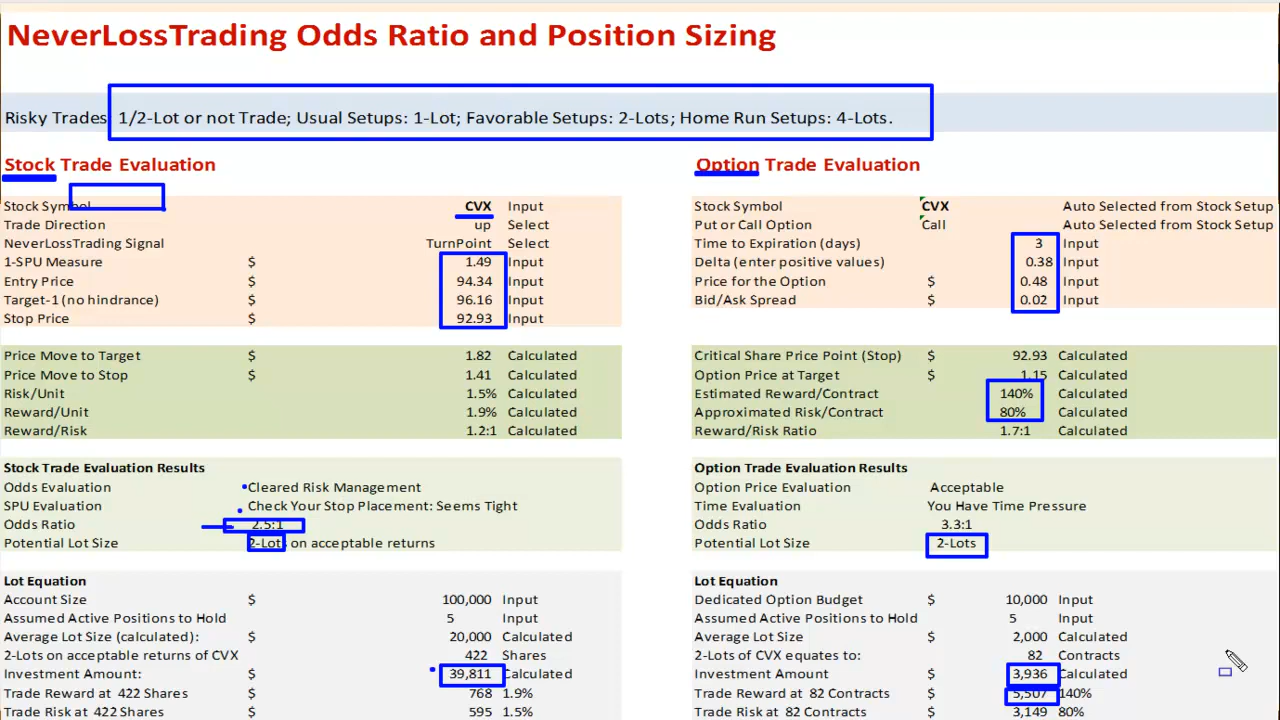 NeverLossTrading Odds Ratio and Position Sizing
Risky Trades 1/2-Lot or not Trade; Usual Setups: 1-Lot; Favorable Setups: 2-Lots; Home Run Setups: 4-Lots.
Stock Trade Evaluation
Stock Symbol CVX Input
Trade Direction up Select
NeverLossTrading Signal TurnPoint Select
1-SPU Measure $ 1.49 Input
Entry Price $ 94.34 Input
Target-1 (no hindrance) $ 96.16 Input
Stop Price $ 92.93 Input
Price Move to Target $ 1.82 Calculated
Price Move to Stop $ 1.41 Calculated
Risk/Unit 1.5% Calculated
Reward/Unit 1.9% Calculated
Reward/Risk 1.2:1 Calculated
Stock Trade Evaluation Results
Odds Evaluation Cleared Risk Management
SPU Evaluation Check Your Stop Placement: Seems Tight
Odds Ratio 2.5:1
Potential Lot Size 2-Lots on acceptable returns
Lot Equation
Account Size $ 100,000 Input
Assumed Active Positions to Hold 5 Input
Average Lot Size (calculated): $ 20,000 Calculated
2-Lots on acceptable returns of CVX 422 Shares
Investment Amount: $ 39,811 Calculated
Trade Reward at 422 Shares $ 768 1.9%
Trade Risk at 422 Shares $ 595 1.5%
Option Trade Evaluation
Stock Symbol CVX Auto Selected from Stock Setup
Put or Call Option Call Auto Selected from Stock Setup
Time to Expiration (days) 3 Input
Delta (enter positive values) 0.38 Input
Price for the Option $ 0.48 Input
Bid/Ask Spread $ 0.02 Input
Critical Share Price Point (Stop) $ 92.93 Calculated
Option Price at Target $ 1.15 Calculated
Estimated Reward/Contract 140% Calculated
Approximated Risk/Contract 80% Calculated
Reward/Risk Ratio 1.7:1 Calculated
Option Trade Evaluation Results
Option Price Evaluation Acceptable
Time Evaluation You Have Time Pressure
Odds Ratio 3.3:1
Potential Lot Size 2-Lots
Lot Equation
Dedicated Option Budget $ 10,000 Input
Assumed Active Positions to Hold 5 Input
Average Lot Size $ 2,000 Calculated
2-Lots of CVX equates to: 82 Contracts
Investment Amount $ 3,936 Calculated
Trade Reward at 82 Contracts $ 5,507 140%
Trade Risk at 82 Contracts $ 3,149 80%